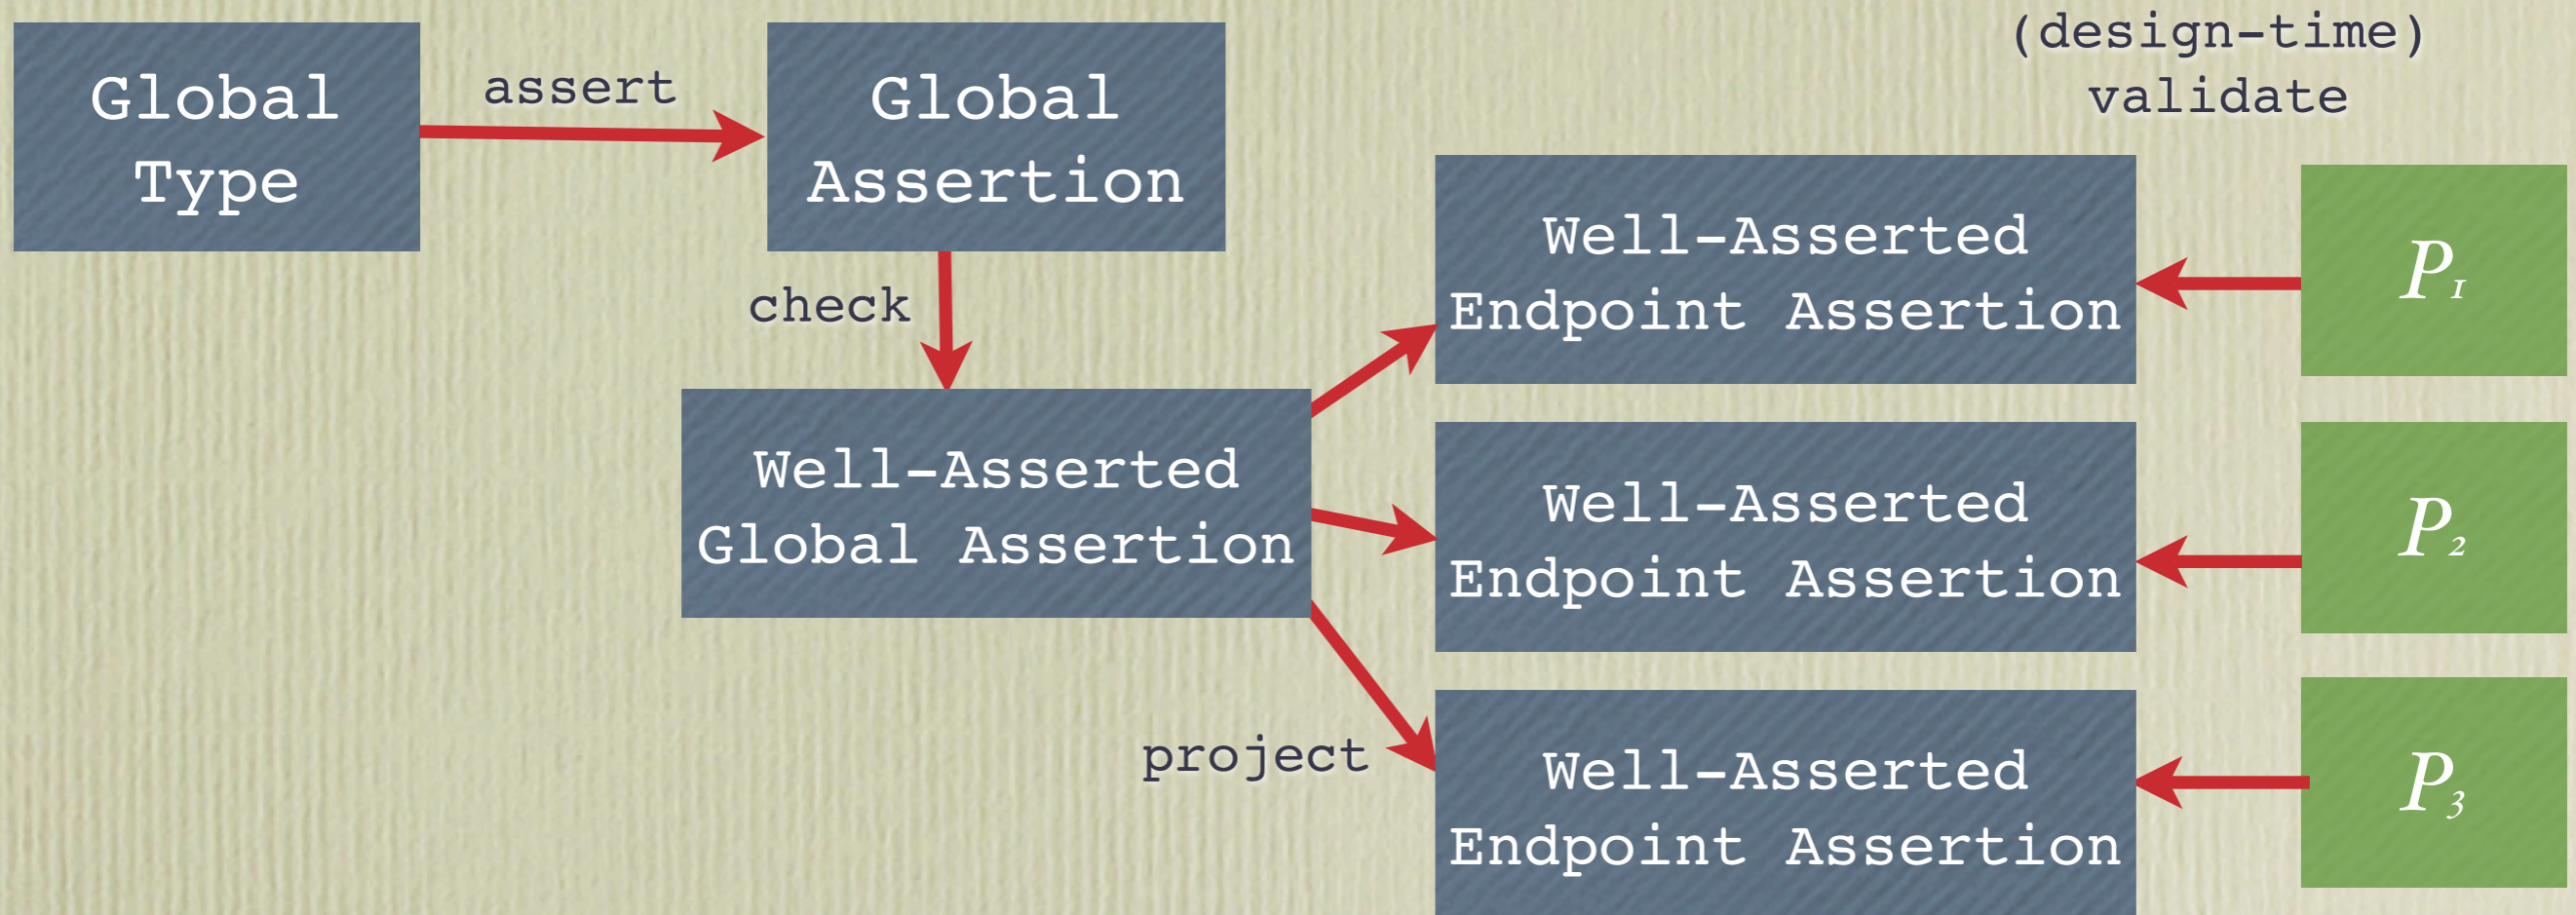 Global
Type
assert
Global
Assertion
check
Well-Asserted
Global Assertion
project
(design-time)
validate
Well-Asserted
Endpoint Assertion
P₁
Well-Asserted
Endpoint Assertion
P₂
Well-Asserted
Endpoint Assertion
P₃